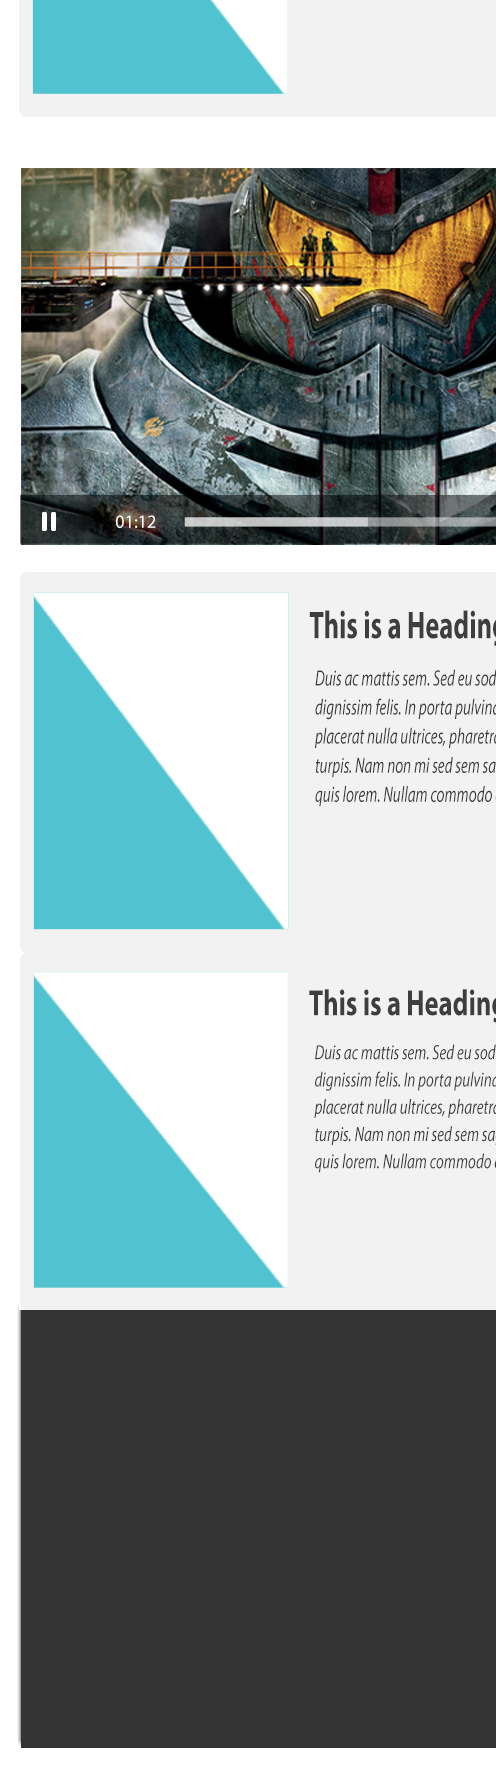 01:12
This is a Heading
Duis ac mattis sem. Sed eu sod
dignissim felis. In porta pulvin
placerat nulla ultrices, pharetr
turpis. Nam non mi sed sem sa
quis lorem. Nullam commodo
This is a Heading
Duis ac mattis sem. Sed eu sod
dignissim felis. In porta pulvin
placerat nulla ultrices, pharetr
turpis. Nam non mi sed sem sa
quis lorem. Nullam commodo